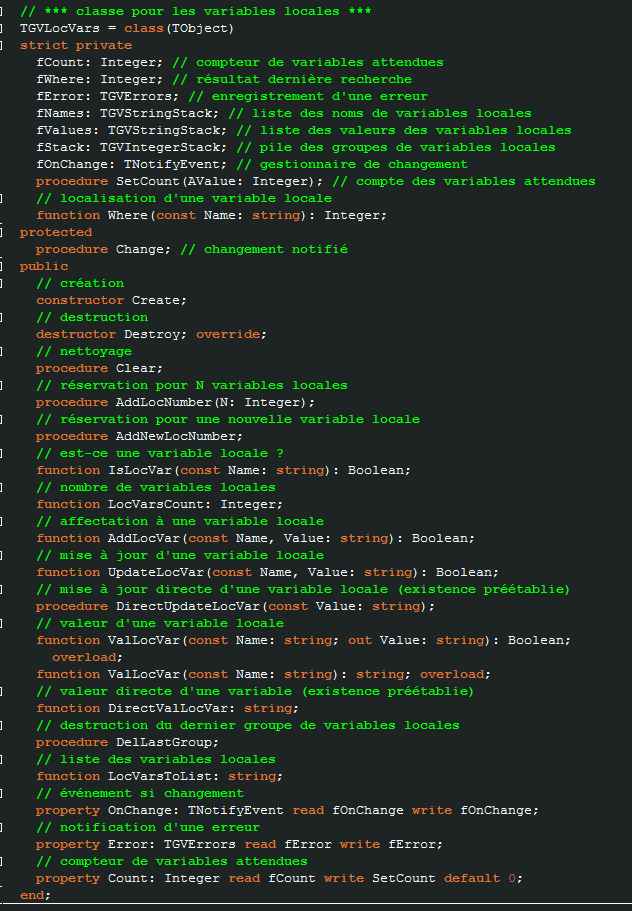 // *** classe pour les variables locales ***
TGVLocVars = class(TObject)
strict private
fCount: Integer; // compteur de variables attendues
fWhere: Integer; // résultat dernière recherche
fError: TGVErrors; // enregistrement d'une erreur
fNames: TGVStringStack; // liste des noms de variables locales
fValues: TGVStringStack; // liste des valeurs des variables locales
fStack: TGVIntegerStack; // pile des groupes de variables locales
fOnChange: TNotifyEvent; // gestionnaire de changement
procedure SetCount(AValue: Integer); // compte des variables attendues
// localisation d'une variable locale
function Where(const Name: string): Integer;
protected
procedure Change; // changement notifié
public
// création
constructor Create;
// destruction
destructor Destroy; override;
// nettoyage
procedure Clear;
// réservation pour N variables locales
procedure AddLocNumber(N: Integer);
// réservation pour une nouvelle variable locale
procedure AddNewLocNumber;
// est-ce une variable locale ?
function IsLocVar(const Name: string): Boolean;
// nombre de variables locales
function LocVarsCount: Integer;
// affectation à une variable locale
function AddLocVar(const Name, Value: string): Boolean;
// mise à jour d'une variable locale
function UpdateLocVar(const Name, Value: string): Boolean;
// mise à jour directe d'une variable locale (existence préétablie)
procedure DirectUpdateLocVar(const Value: string);
// valeur d'une variable locale
function ValLocVar(const Name: string; out Value: string): Boolean;
overload;
function ValLocVar(const Name: string): string; overload;
// valeur directe d'une variable (existence préétablie)
function DirectValLocVar: string;
// destruction du dernier groupe de variables locales
procedure DelLastGroup;
// liste des variables locales
function LocVarsToList: string;
// événement si changement
property OnChange: TNotifyEvent read fOnChange write fOnChange;
// notification d'une erreur
property Error: TGVErrors read fError write fError;
// compteur de variables attendues
property Count: Integer read fCount write SetCount default 0;
end;